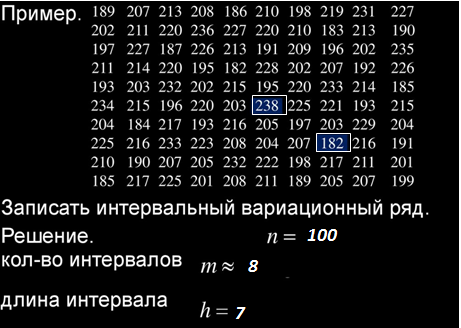 Пример. 189 207 213 208 186 210 198 219 231 227
202 211 220 236 227 220 210 183 213 190
197 227 187 226 213 191 209 196 202 235
211 214 220 195 182 228 202 207 192 226
193 203 232 202 215 195 220 233 214 185
234 215 196 220 203 238 225 221 193 215
204 184 217 193 216 205 197 203 229 204
225 216 233 223 208 204 207 182 216 191
210 190 207 205 232 222 198 217 211 201
185 217 225 201 208 211 189 205 207 199
Записать интервальный вариационный ряд.
Решение. n = 100
кол-во интервалов m ≈ 8
длина интервала h = 7